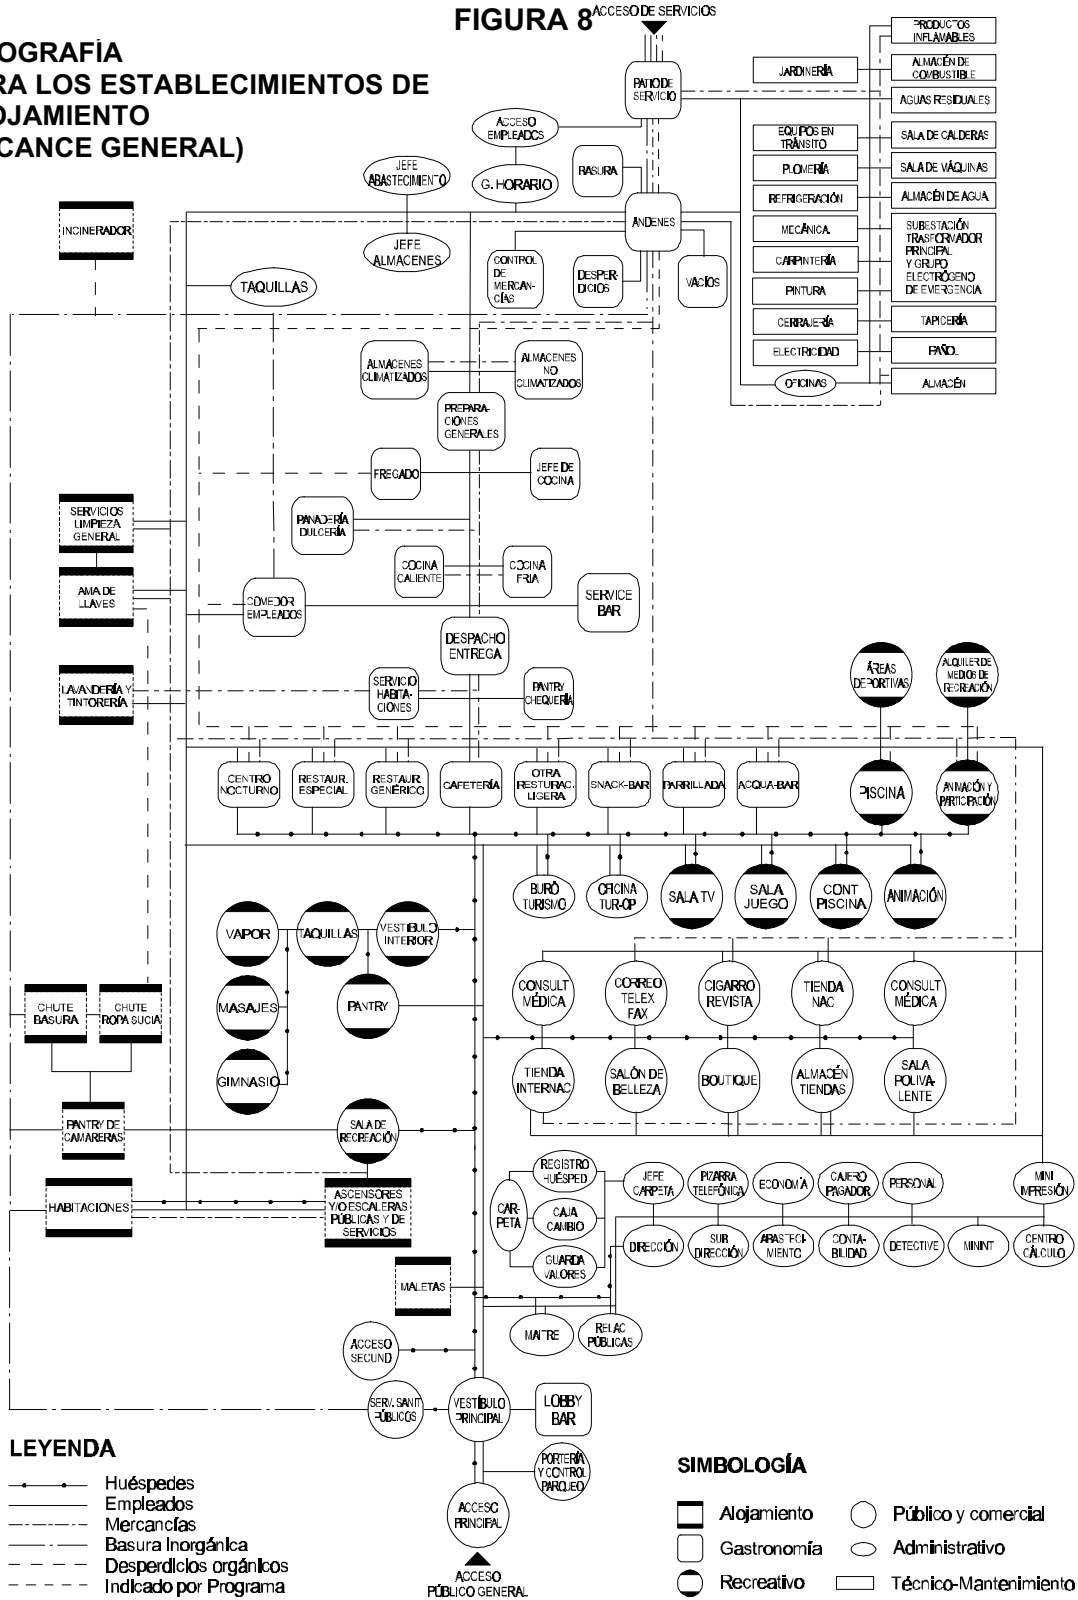 FIGURA 8
OGRAFÍA
RA LOS ESTABLECIMIENTOS DE
OJAMIENTO
CANCE GENERAL)
ACCESO DE SERVICIOS
PATIO DE
SERVICIO
ACCESO
EMPLEADOS
G. HORARIO
BASURA
ANDENES
CONTROL
DE
MERCAN-
CÍAS
DESPER-
DICIOS
VACÍOS
JEFE
ABASTECIMIENTO
JEFE
ALMACENES
INCINERADOR
TAQUILLAS
JARDINERÍA
EQUIPOS EN
TRÁNSITO
PLOMERÍA
REFRIGERACIÓN
MECÁNICA.
CARPINTERÍA
PINTURA
CERRAJERÍA
ELECTRICIDAD
OFICINAS
PRODUCTOS
INFLAMABLES
ALMACÉN DE
COMBUSTIBLE
AGUAS RESIDUALES
SALA DE CALDERAS
SALA DE MÁQUINAS
ALMACÉN DE AGUA
SUBESTACIÓN
TRASFORMADOR
PRINCIPAL
Y GRUPO
ELECTRÓGENO
DE EMERGENCIA
TAPICERÍA
PAÑOL
ALMACÉN
ALMACENES
CLIMATIZADOS
ALMACENES
NO
CLIMATIZADOS
PREPARA-
CIONES
GENERALES
FREGADO
JEFE DE
COCINA
PANADERÍA
DULCERÍA
COCINA
CALIENTE
COCINA
FRIA
SERVICIOS
LIMPIEZA
GENERAL
AMA DE
LLAVES
COMEDOR
EMPLEADOS
SERVICE
BAR
DESPACHO
ENTREGA
LAVANDERÍA Y
TINTORERÍA
SERVICIO
HABITA-
CIONES
PANTRY
CHEQUERÍA
ÁREAS
DEPORTIVAS
ALQUILER DE
MEDIOS DE
RECREACIÓN
CENTRO
NOCTURNO
RESTAUR.
ESPECIAL
RESTAUR.
GENÉRICO
CAFETERÍA
OTRA
RESTURAC.
LIGERA
SNACK-BAR
PARRILLADA
ACQUA-BAR
PISCINA
ANIMACIÓN Y
PARTICIPACIÓN
BURÓ
TURISMO
OFICINA
TUR-OP
SALA TV
SALA
JUEGO
CONT
PISCINA
ANIMACIÓN
VAPOR
TAQUILLAS
VESTIBULO
INTERIOR
MASAJES
PANTRY
GIMNASIO
CHUTE
BASURA
CHUTE
ROPA SUCIA
CONSULT
MÉDICA
CORREO
TELEX
FAX
CIGARRO
REVISTA
TIENDA
NAC
CONSULT
MÉDICA
TIENDA
INTERNAC
SALÓN DE
BELLEZA
BOUTIQUE
ALMACÉN
TIENDAS
SALA
POLIVA-
LENTE
PANTRY DE
CAMARERAS
SALA DE
RECREACIÓN
HABITACIONES
ASCENSORES
Y/O ESCALERAS
PÚBLICAS Y DE
SERVICIOS
CAR-
PETA
REGISTRO
HUÉSPED
CAJA
CAMBIO
GUARDA
VALORES
JEFE
CARPETA
PIZARRA
TELEFÓNICA
ECONOMÍA
CAJERO
PAGADOR
PERSONAL
MINI
IMPRESIÓN
DIRECCIÓN
SUB
DIRECCIÓN
ABASTECI-
MIENTO
CONTA-
BILIDAD
DETECTIVE
MININT
CENTRO
CÁLCULO
MALETAS
MAITRE
RELAC
PÚBLICAS
ACCESO
SECUND
SERV. SANIT
PÚBLICOS
VESTÍBULO
PRINCIPAL
LOBBY
BAR
PORTERÍA
Y CONTROL
PARQUEO
ACCESO
PRINCIPAL
ACCESO
PÚBLICO GENERAL
LEYENDA
Huéspedes
Empleados
Mercancías
Basura Inorgánica
Desperdicios orgánicos
Indicado por Programa
SIMBOLOGÍA
Alojamiento
Público y comercial
Gastronomía
Administrativo
Recreativo
Técnico-Mantenimiento